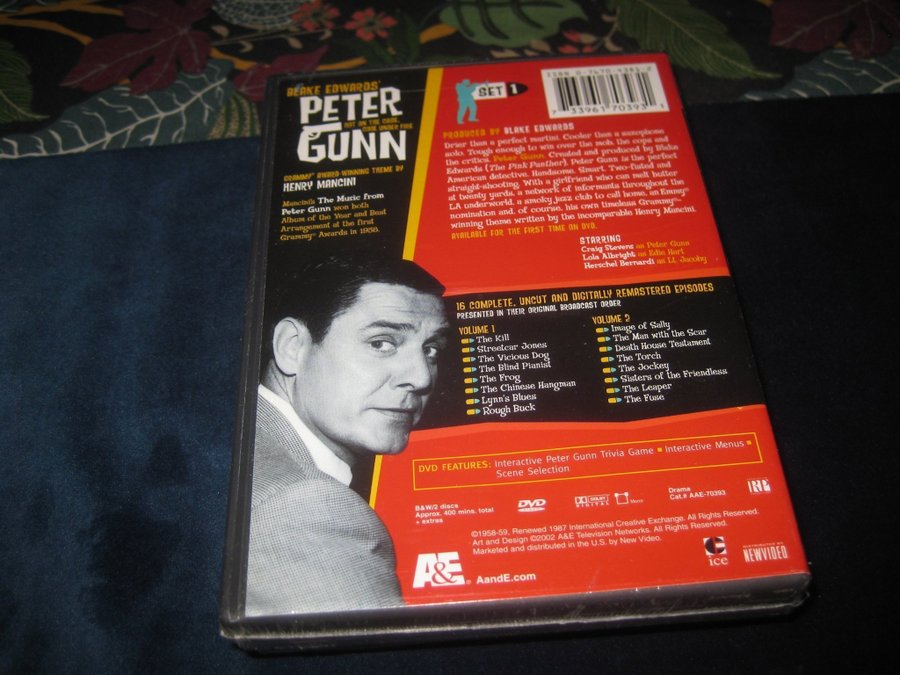 BLAKE EDWARDS'
PETER
GUNN
GRAMMY® AWARD-WINNING THEME BY
HENRY MANCINI
Mancini's The Music from
Peter Gunn won both
Album of the Year and Best
Arrangement at the first
Grammy® Awards in 1958.
SET 1
7 33961 70393 1
PRODUCED BY BLAKE EDWARDS
Drier than a perfect martini. Cooler than a saxophone
solo. Tough enough to win over the mob, the cops and
the critics. Peter Gunn. Created and produced by Blake
Edwards (The Pink Panther), Peter Gunn is the perfect
American detective. Handsome. Smart. Two-fisted and
straight-shooting. With a girlfriend who can melt butter
at twenty yards, a network of informants throughout the
LA underworld, a smoky jazz club to call home, an Emmy®
nomination and, of course, his own timeless Grammy®-
winning theme written by the incomparable Henry Mancini.
AVAILABLE FOR THE FIRST TIME ON DVD.
STARRING
Craig Stevens as Peter Gunn
Lola Albright as Edie Hart
Herschel Bernardi as Lt. Jacoby
16 COMPLETE, UNCUT AND DIGITALLY REMASTERED EPISODES
PRESENTED IN THEIR ORIGINAL BROADCAST ORDER
VOLUME 1
The Kill
Streetcar Jones
The Vicious Dog
The Blind Pianist
The Frog
The Chinese Hangman
Lynn's Blues
Rough Buck
VOLUME 2
Image of Sally
The Man with the Scar
Death House Testament
The Torch
The Jockey
Sisters of the Friendless
The Leaper
The Fuse
DVD FEATURES: Interactive Peter Gunn Trivia Game ■ Interactive Menus ■
Scene Selection
B&W/2 discs
Approx. 400 mins. total
+ extras
DVD
VIDEO
DOLBY
DIGITAL
Drama
Cat.# AAE-70393
©1958-59, Renewed 1987 International Creative Exchange. All Rights Reserved.
Art and Design ©2002 A&E Television Networks. All Rights Reserved.
Marketed and distributed in the U.S. by New Video.
A&E
AandE.com
ice
DISTRIBUTED BY
NEWVIDEO